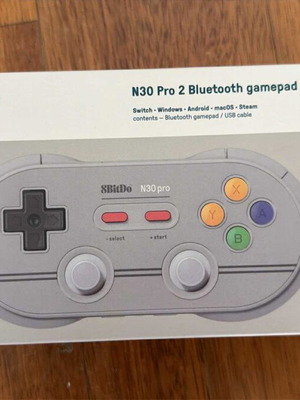 N30 Pro 2 Bluetooth gamepad
Switch • Windows • Android • macOS • Steam
contents – Bluetooth gamepad / USB cable
8BitDo N30 pro
- select + start
X
Y A
B